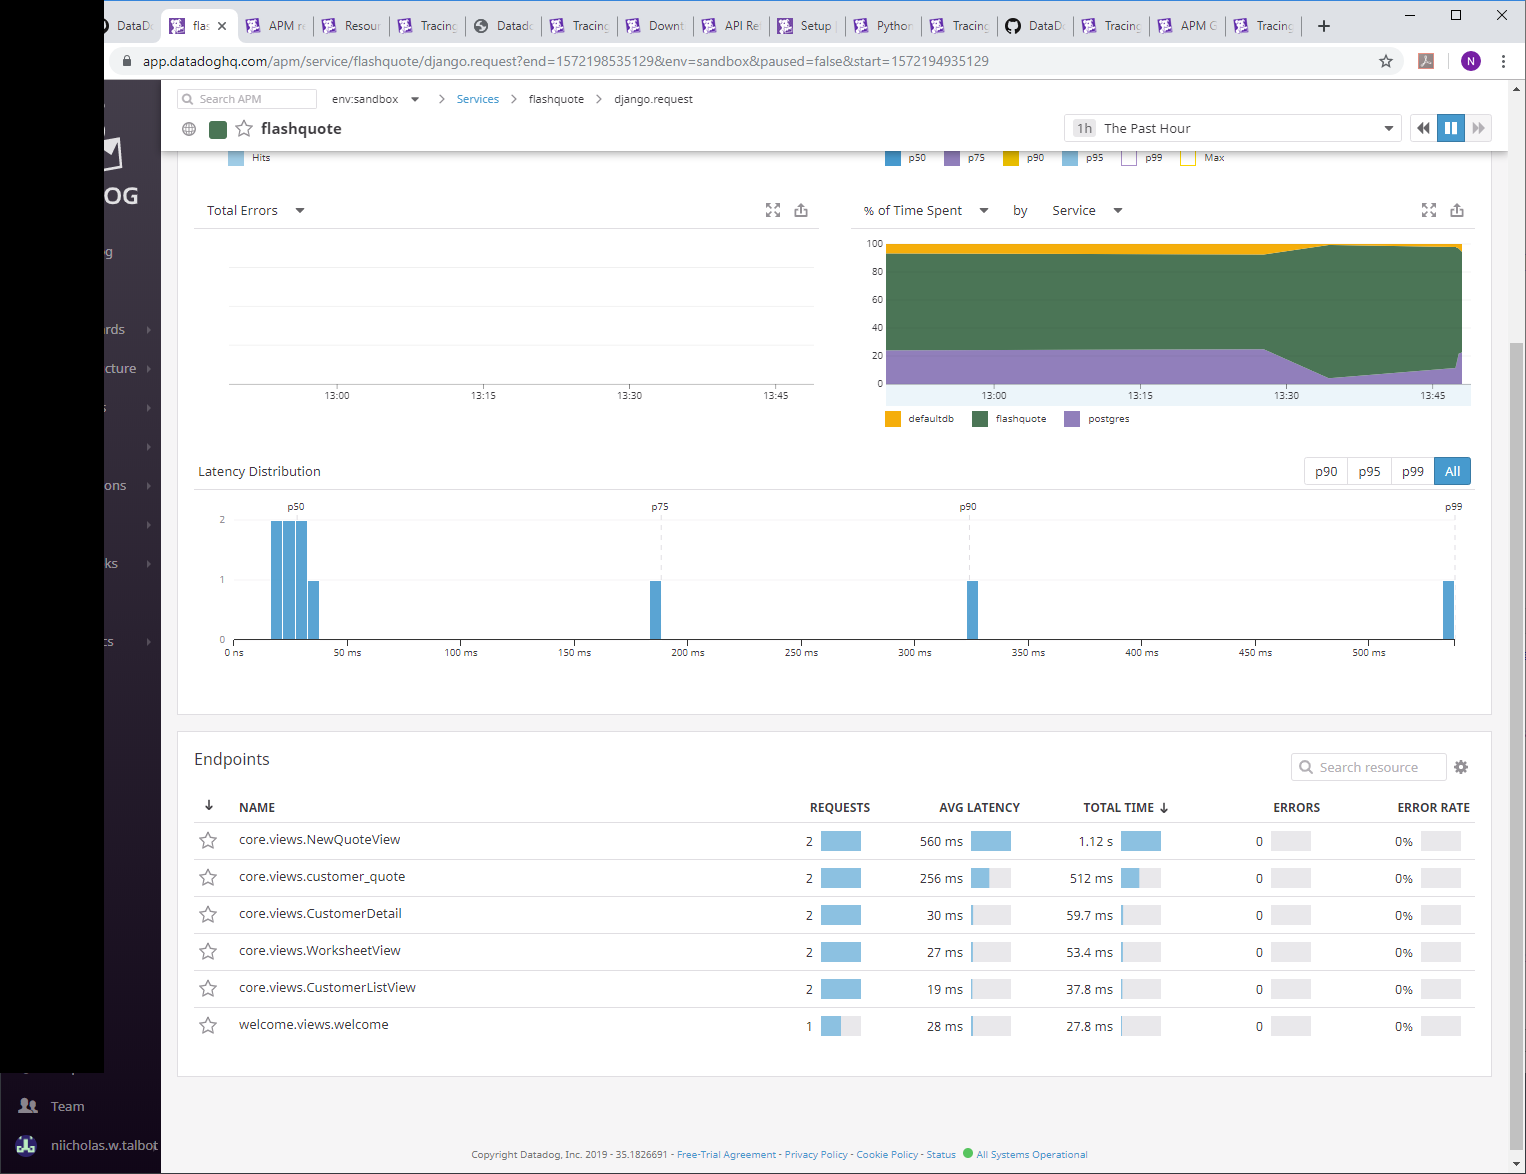 DataDo
flas
APM re
Resour
Tracing
Datado
Tracing
Downt
API Re
Setup
Python
Tracing
DataDo
Tracing
APM G
Tracing
app.datadoghq.com/apm/service/flashquote/django.request?end=1572198535129&env=sandbox&paused=false&start=1572194935129
N
Search APM env:sandbox Services flashquote django.request
flashquote 1h The Past Hour
OG
g
rds
cture
s
ons
ks
cs
Team
niicholas.w.talbot
Hits p50 p75 p90 p95 p99 Max
Total Errors
13:00 13:15 13:30 13:45
% of Time Spent by Service
100
80
60
40
20
0
13:00 13:15 13:30 13:45
defaultdb flashquote postgres
Latency Distribution p90 p95 p99 All
p50 p75 p90 p99
2
1
0
0 ns 50 ms 100 ms 150 ms 200 ms 250 ms 300 ms 350 ms 400 ms 450 ms 500 ms
Endpoints Search resource
NAME REQUESTS AVG LATENCY TOTAL TIME ERRORS ERROR RATE
core.views.NewQuoteView 2 560 ms 1.12 s 0 0%
core.views.customer_quote 2 256 ms 512 ms 0 0%
core.views.CustomerDetail 2 30 ms 59.7 ms 0 0%
core.views.WorksheetView 2 27 ms 53.4 ms 0 0%
core.views.CustomerListView 2 19 ms 37.8 ms 0 0%
welcome.views.welcome 1 28 ms 27.8 ms 0 0%
Copyright Datadog, Inc. 2019 - 35.1826691 - Free-Trial Agreement - Privacy Policy - Cookie Policy - Status All Systems Operational